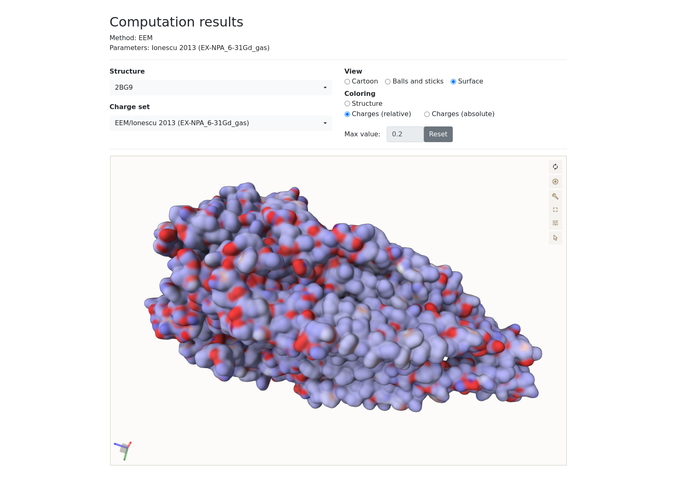 Computation results
Method: EEM
Parameters: Ionescu 2013 (EX-NPA_6-31Gd_gas)
Structure
2BG9
Charge set
EEM/Ionescu 2013 (EX-NPA_6-31Gd_gas)
View
Cartoon Balls and sticks Surface
Coloring
Structure
Charges (relative) Charges (absolute)
Max value: 0.2 Reset